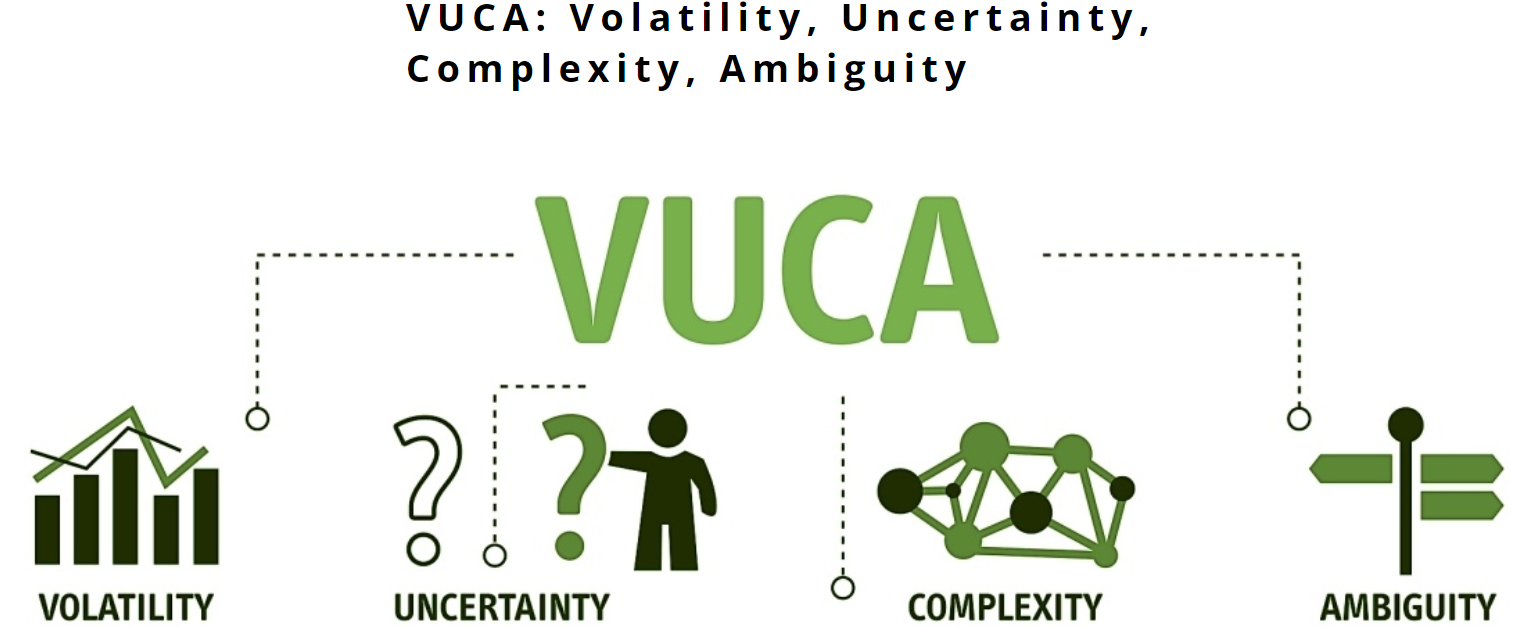 VUCA: Volatility, Uncertainty,
Complexity, Ambiguity
VUCA
VOLATILITY
UNCERTAINTY
COMPLEXITY
AMBIGUITY